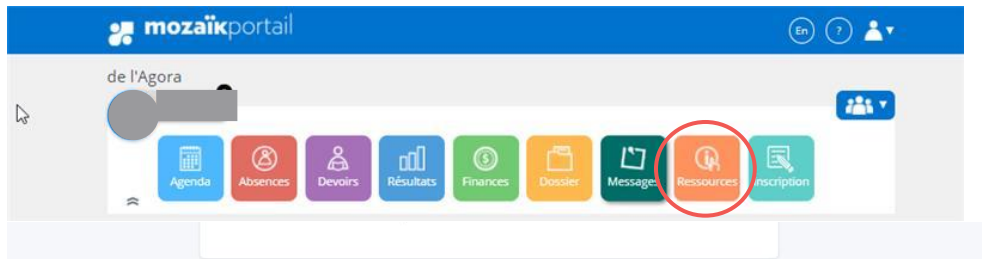 mozaïkportail
En ?
de l'Agora
Agenda Absences Devoirs Résultats Finances Dossier Messages Ressources Inscription